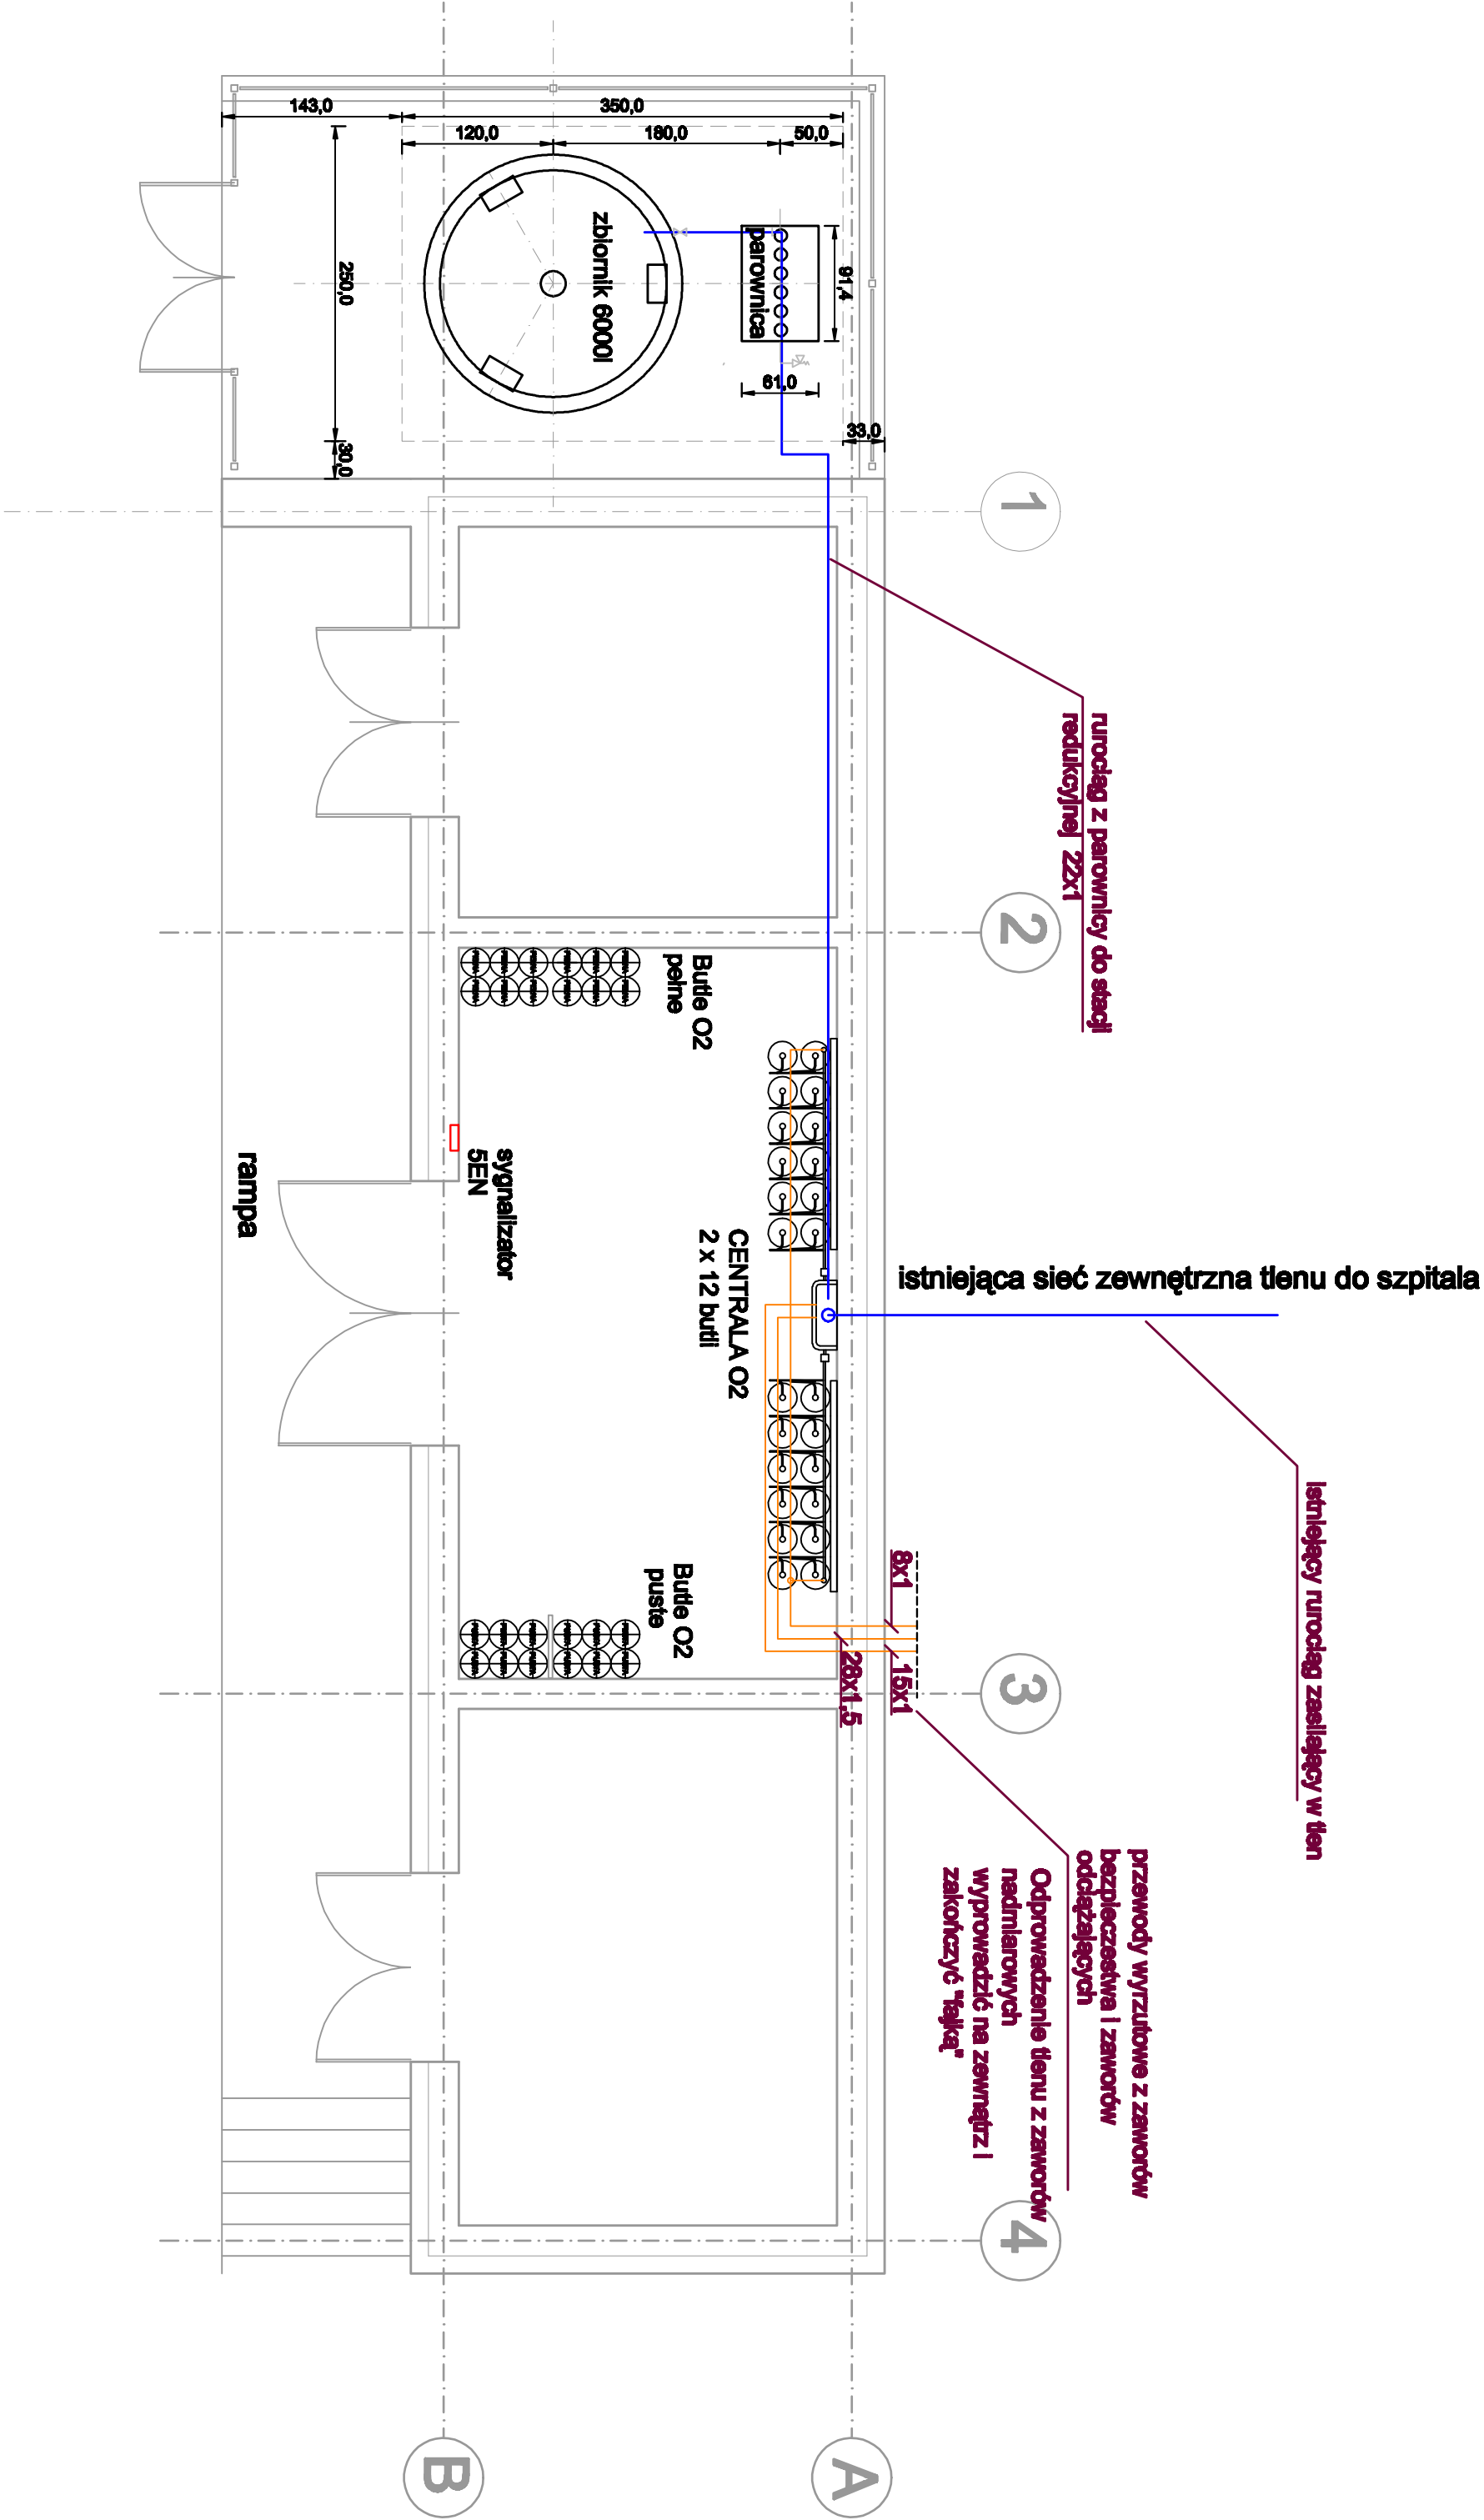 143,0
350,0
120,0
180,0
50,0
zbiornik 6000l
parownica
91,4
61,0
33,0
250,0
30,0
1
rurociąg z parownicy do stacji
redukcyjnej 22x1
2
Butle O2
pełne
sygnalizator
5EN
rampa
CENTRALA O2
2 x 12 butli
istniejąca sieć zewnętrzna tlenu do szpitala
istniejący rurociąg zasilający w tlen
Butle O2
puste
8x1
15x1
28x1,5
3
przewody wyrzutowe z zaworów
bezpieczestwa i zaworów
odciążających
Odprowadzenie tlenu z zaworów
nadmiarowych
wyprowadzić na zewnątrz i
zakończyć "fajką"
4
B
A